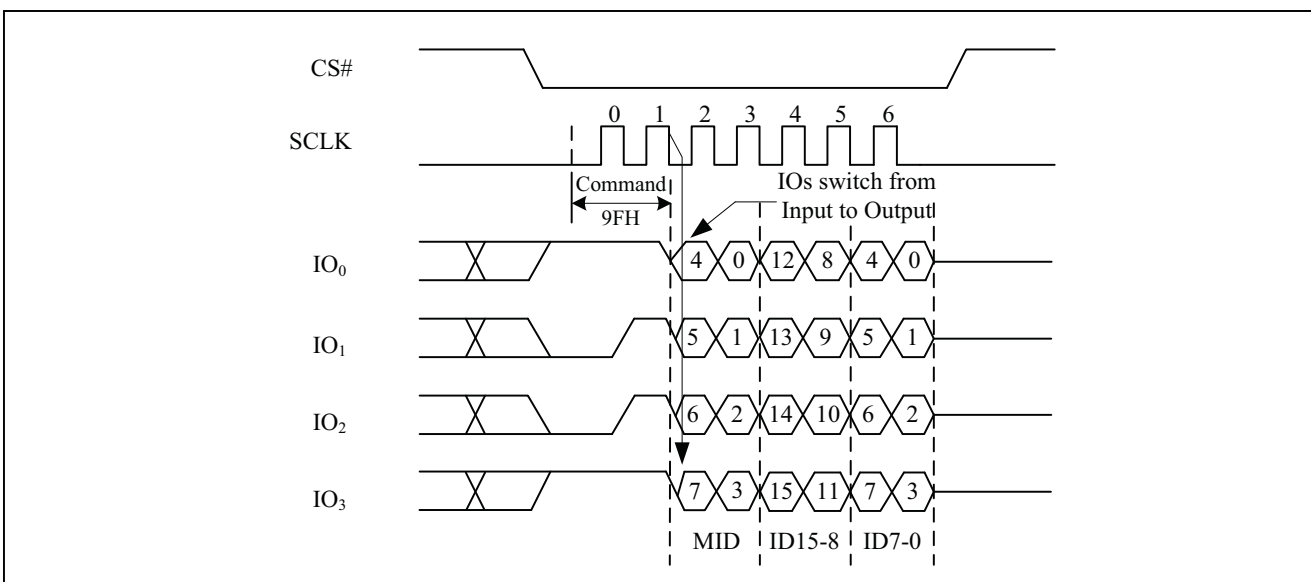 CS#
0 1 2 3 4 5 6
SCLK
Command
9FH
IOs switch from
Input to Output
IO₀ 4 0 12 8 4 0
IO₁ 5 1 13 9 5 1
IO₂ 6 2 14 10 6 2
IO₃ 7 3 15 11 7 3
MID ID15-8 ID7-0